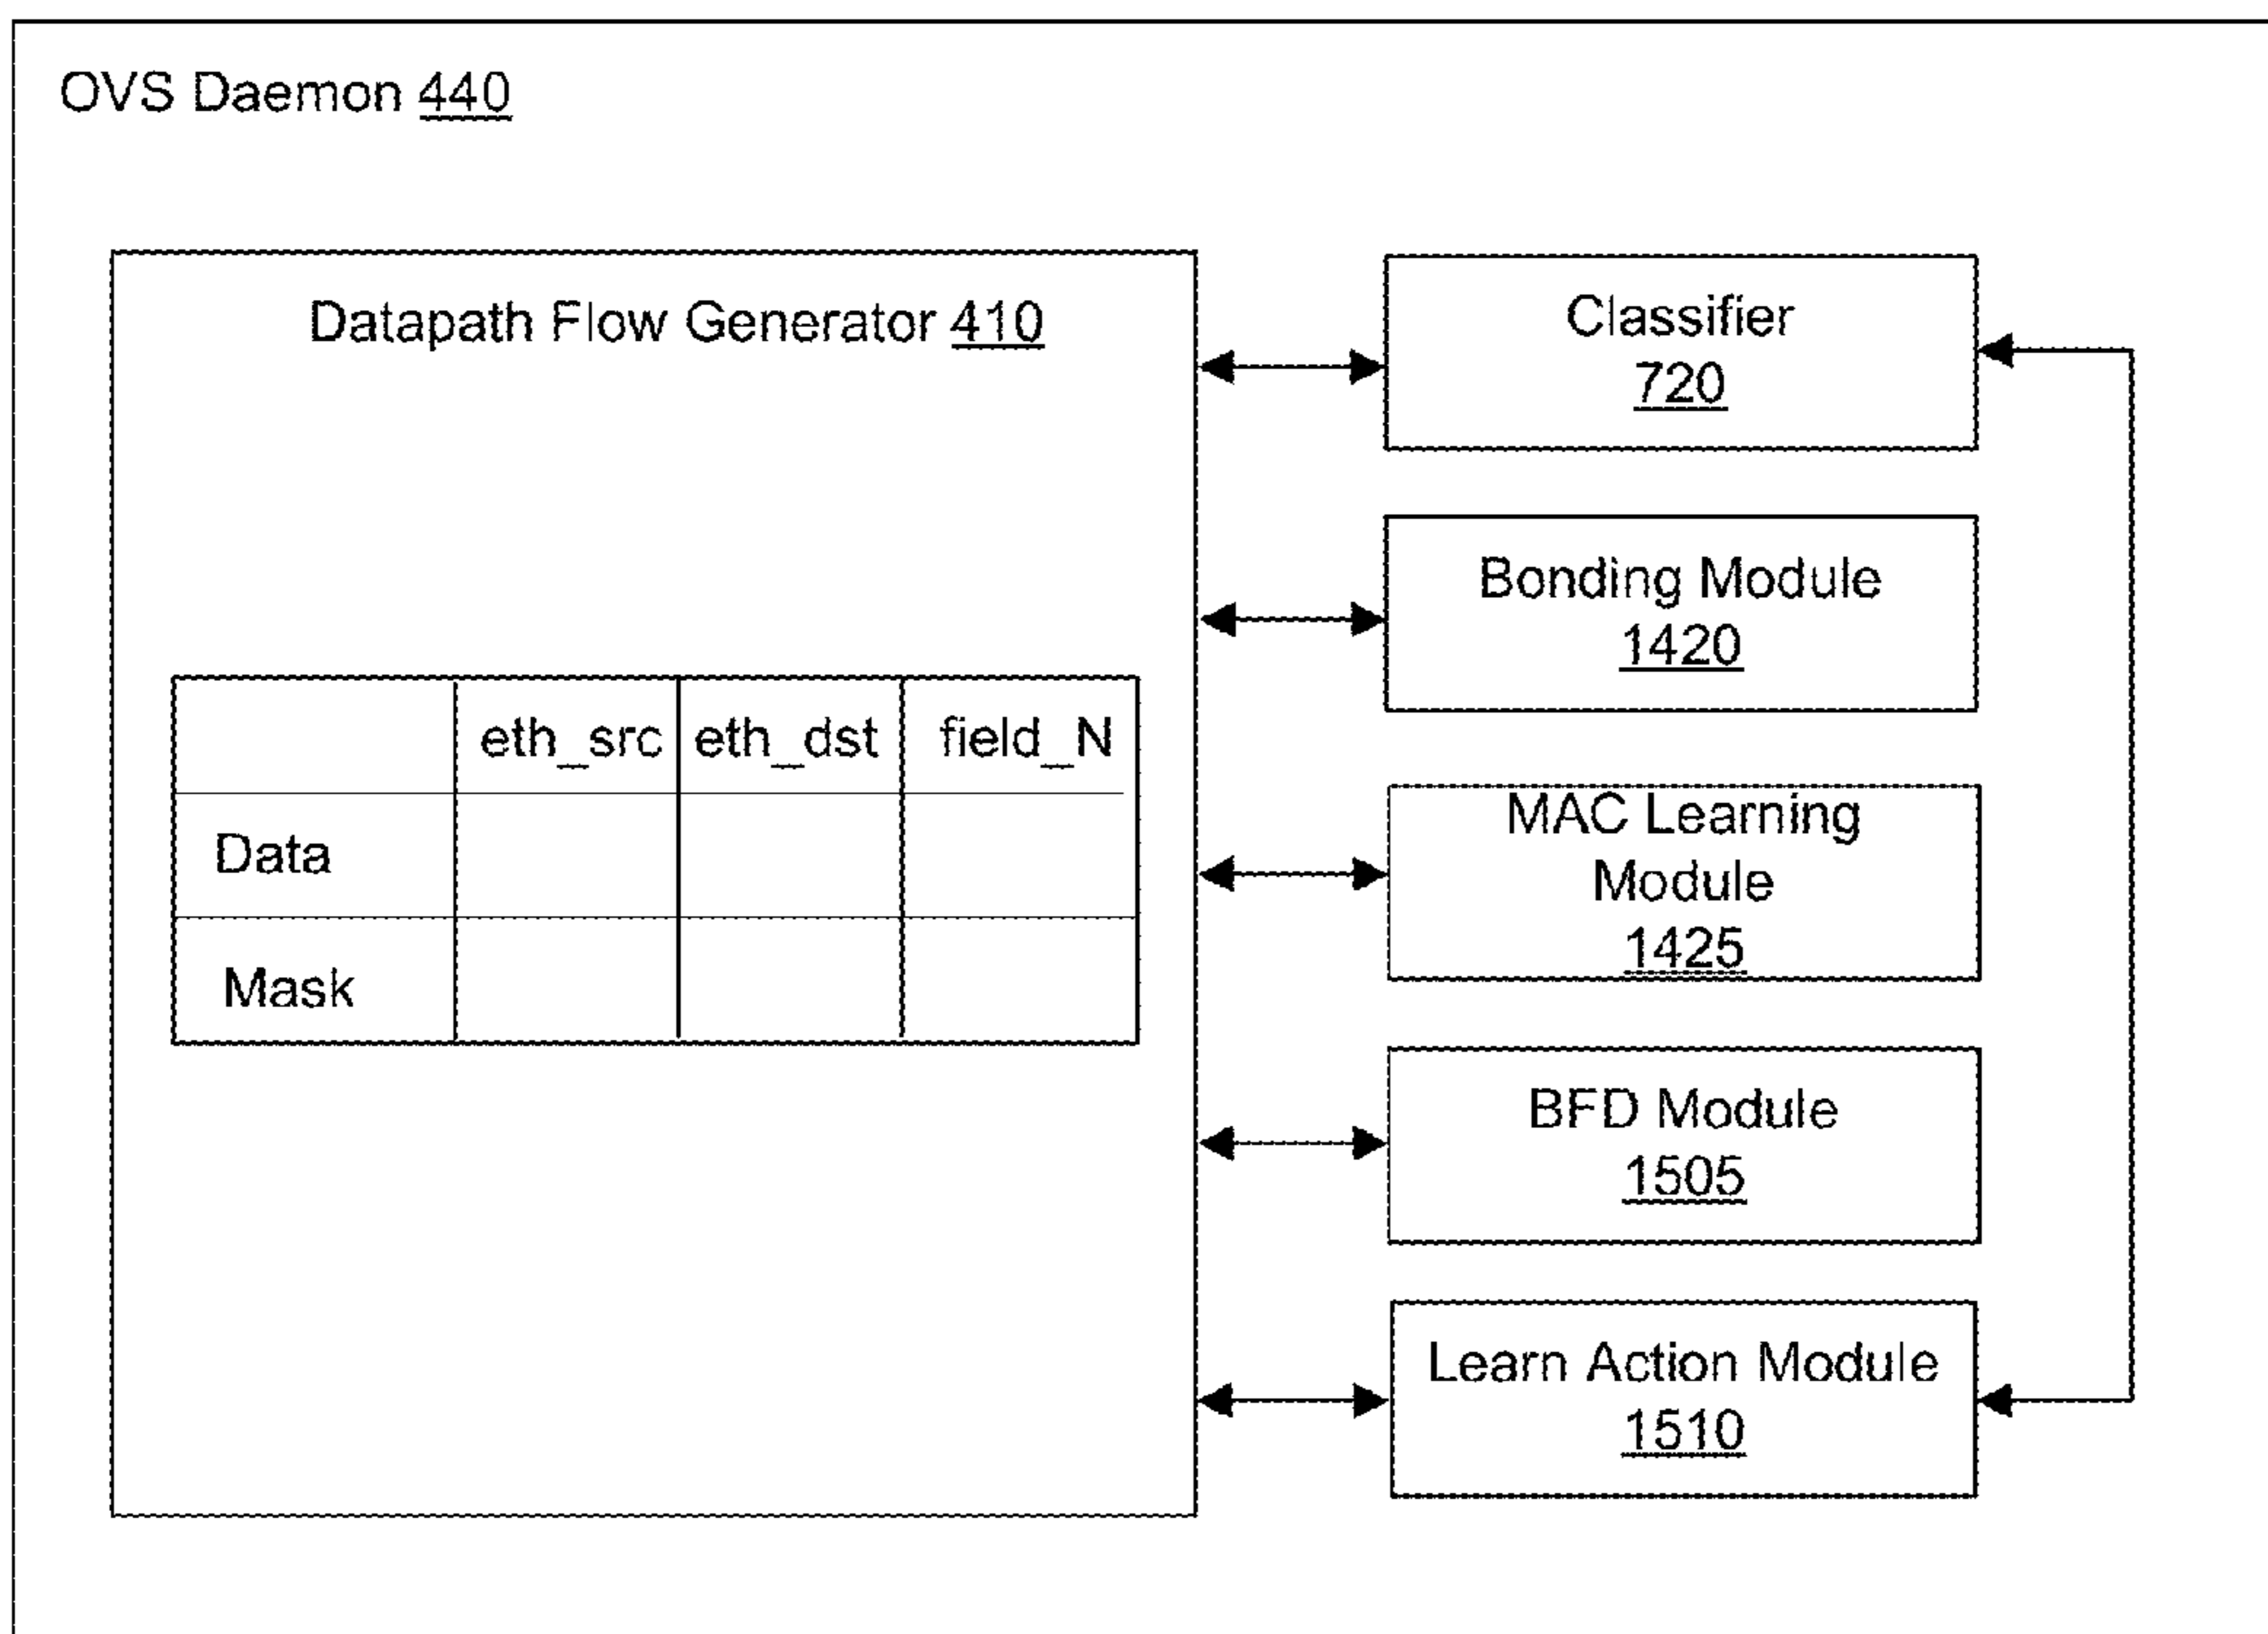 OVS Daemon 440
Datapath Flow Generator 410
eth_src eth_dst field_N
Data
Mask
Classifier
720
Bonding Module
1420
MAC Learning
Module
1425
BFD Module
1505
Learn Action Module
1510